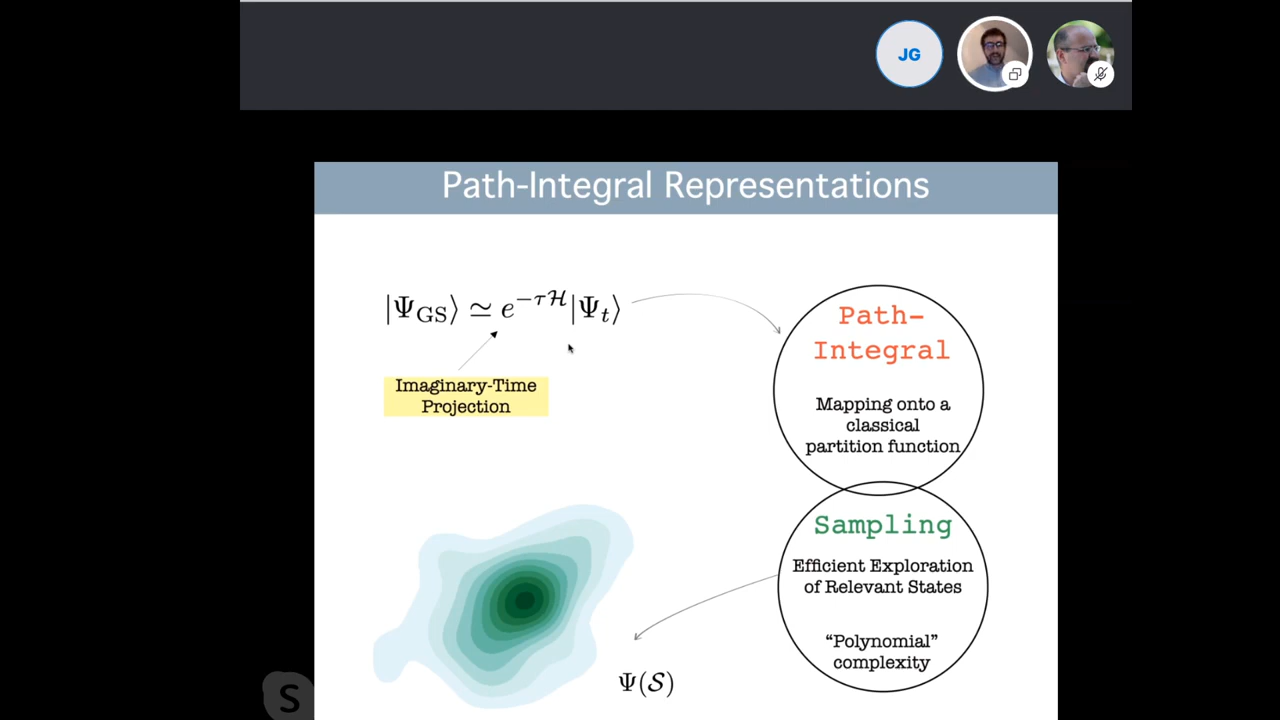 JG
Path-Integral Representations
|Ψ_GS⟩ ≃ e^{−τℋ}|Ψ_t⟩
Imaginary-Time
Projection
Path-
Integral
Mapping onto a
classical
partition function
Sampling
Efficient Exploration
of Relevant States
“Polynomial”
complexity
Ψ(𝒮)
S